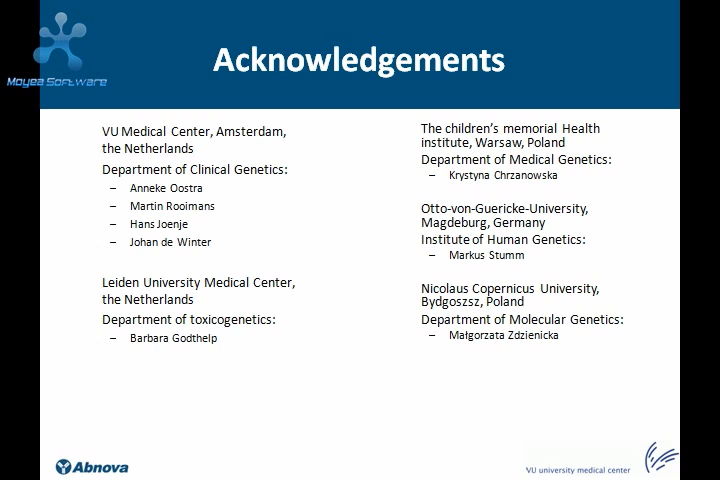 Moyea Software
Acknowledgements
VU Medical Center, Amsterdam,
the Netherlands
Department of Clinical Genetics:
– Anneke Oostra
– Martin Rooimans
– Hans Joenje
– Johan de Winter
Leiden University Medical Center,
the Netherlands
Department of toxicogenetics:
– Barbara Godthelp
The children's memorial Health
institute, Warsaw, Poland
Department of Medical Genetics:
– Krystyna Chrzanowska
Otto-von-Guericke-University,
Magdeburg, Germany
Institute of Human Genetics:
– Markus Stumm
Nicolaus Copernicus University,
Bydgoszsz, Poland
Department of Molecular Genetics:
– Małgorzata Zdzienicka
Abnova
VU university medical center